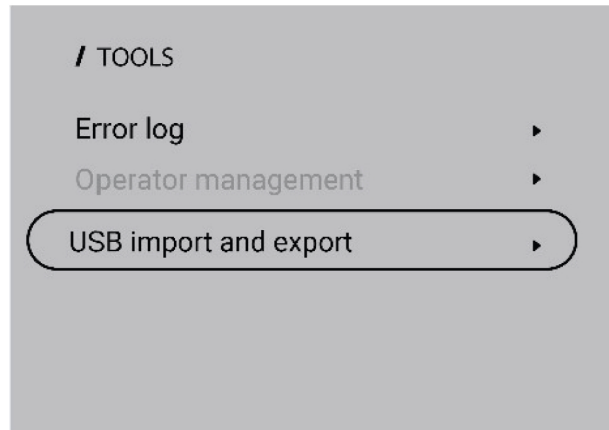 / TOOLS
Error log
Operator management
USB import and export